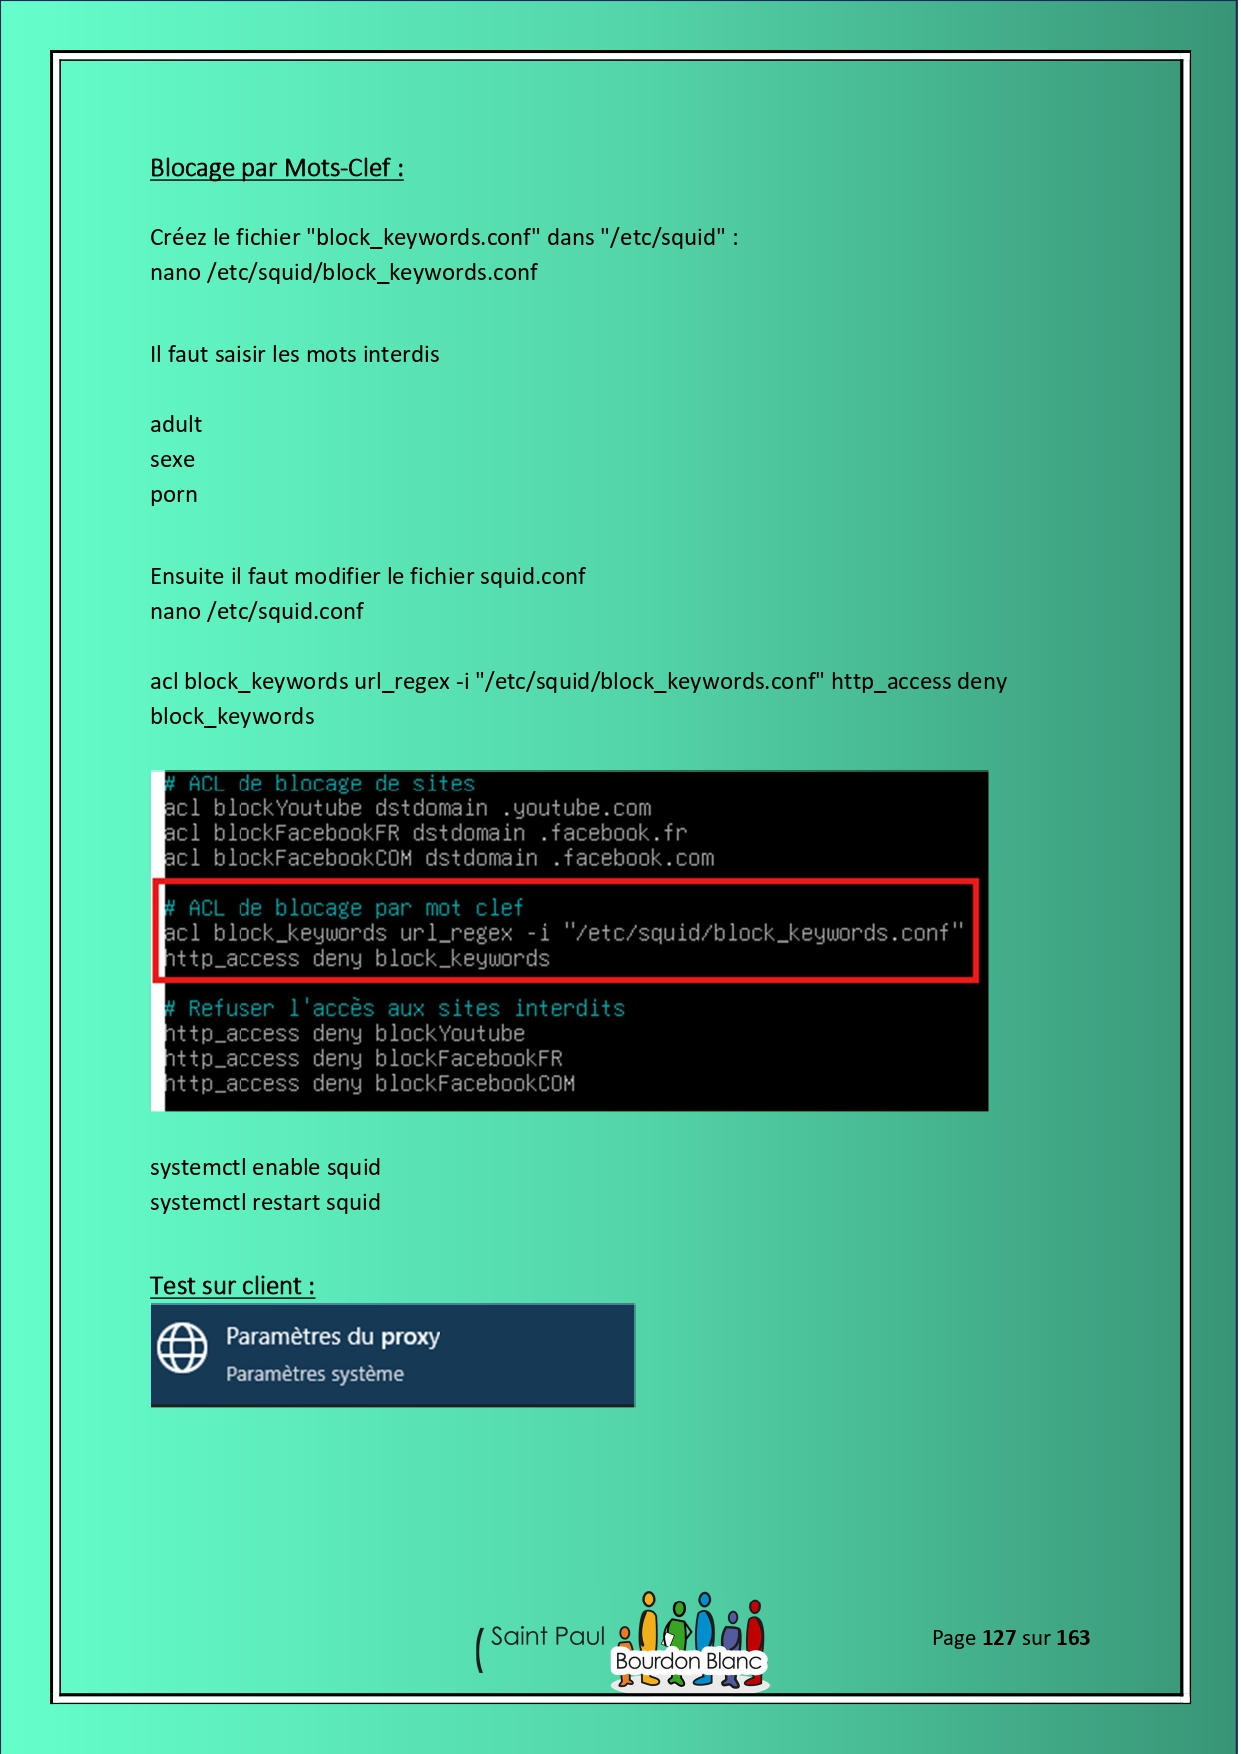 Blocage par Mots-Clef :
Créez le fichier "block_keywords.conf" dans "/etc/squid" :
nano /etc/squid/block_keywords.conf
Il faut saisir les mots interdis
adult
sexe
porn
Ensuite il faut modifier le fichier squid.conf
nano /etc/squid.conf
acl block_keywords url_regex -i "/etc/squid/block_keywords.conf" http_access deny
block_keywords
# ACL de blocage de sites
acl blockYoutube dstdomain .youtube.com
acl blockFacebookFR dstdomain .facebook.fr
acl blockFacebookCOM dstdomain .facebook.com
# ACL de blocage par mot clef
acl block_keywords url_regex -i "/etc/squid/block_keywords.conf"
http_access deny block_keywords
# Refuser l'accès aux sites interdits
http_access deny blockYoutube
http_access deny blockFacebookFR
http_access deny blockFacebookCOM
systemctl enable squid
systemctl restart squid
Test sur client :
Paramètres du proxy
Paramètres système
Saint Paul
Bourdon Blanc
Page 127 sur 163